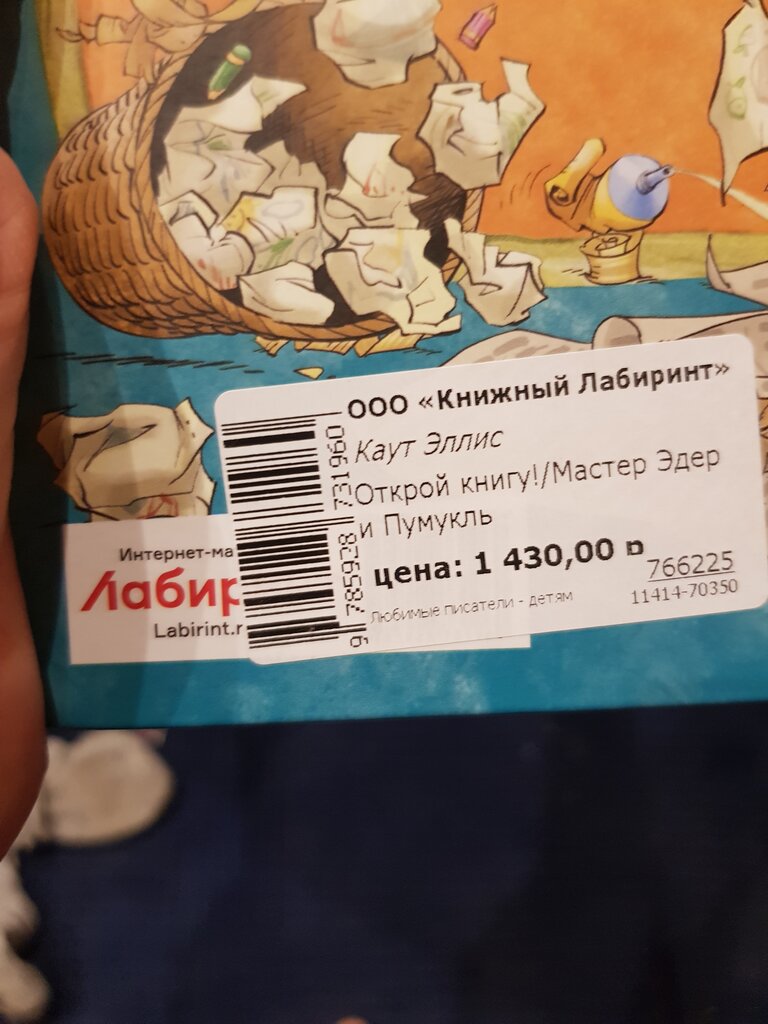 ООО «Книжный Лабиринт»
Каут Эллис
Открой книгу!/Мастер Эдер
и Пумукль
цена: 1 430,00 р
766225
Любимые писатели - детям
11414-70350
9 785928 731960
Интернет-ма
Лабир
Labirint.r